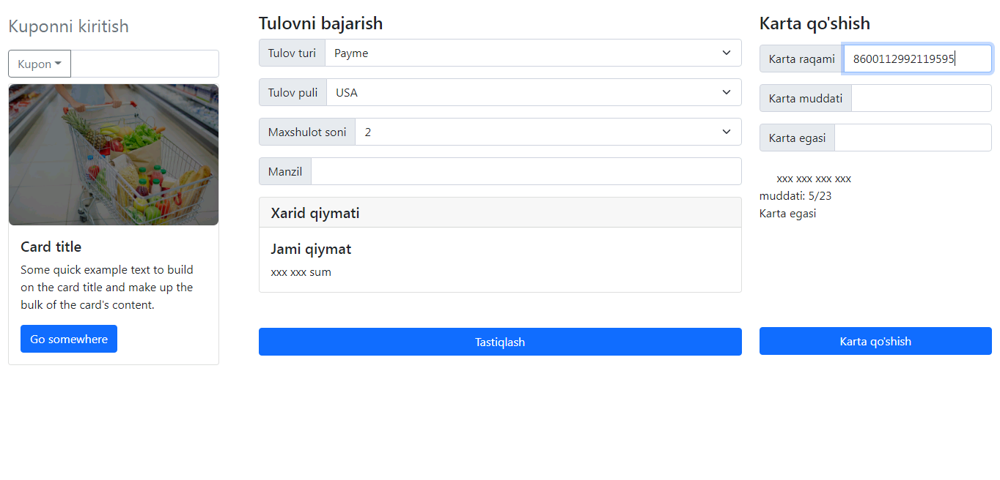 Kuponni kiritish
Kupon
Card title
Some quick example text to build
on the card title and make up the
bulk of the card's content.
Go somewhere
Tulovni bajarish
Tulov turi Payme
Tulov puli USA
Maxshulot soni 2
Manzil
Xarid qiymati
Jami qiymat
xxx xxx sum
Tastiqlash
Karta qo'shish
Karta raqami 8600112992119595
Karta muddati
Karta egasi
xxx xxx xxx xxx
muddati: 5/23
Karta egasi
Karta qo'shish